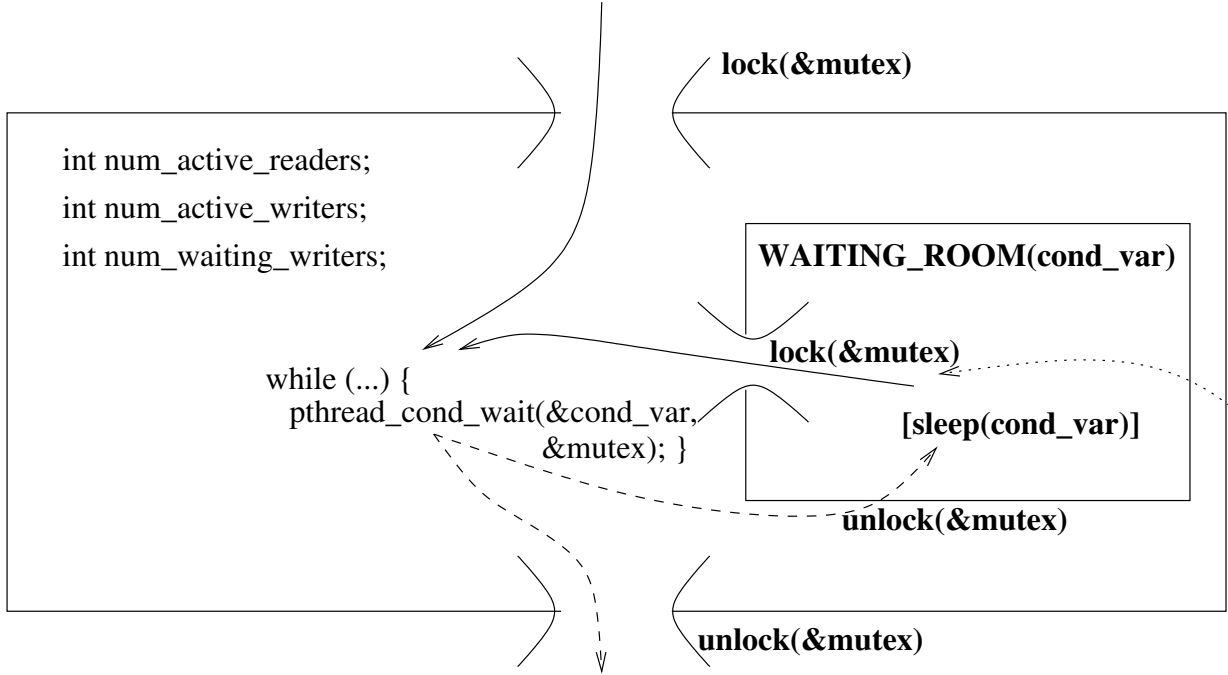 lock(&mutex)
int num_active_readers;
int num_active_writers;
int num_waiting_writers;
WAITING_ROOM(cond_var)
lock(&mutex)
while (...) {
pthread_cond_wait(&cond_var,
&mutex); }
[sleep(cond_var)]
unlock(&mutex)
unlock(&mutex)